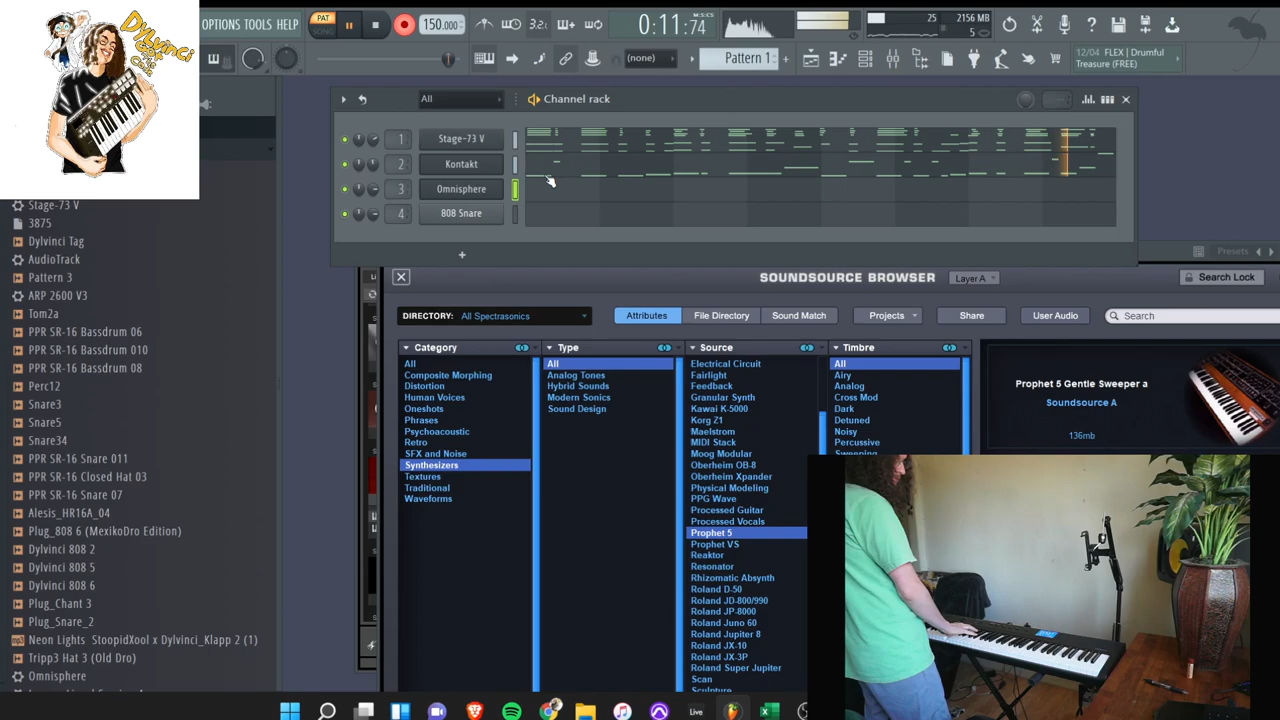 Dylvinci
OPTIONS TOOLS HELP
PAT
SONG
150.000
3.2
0:11:74
M:S:CS
25
2156 MB
5
(none)
Pattern 1
12/04 FLEX | Drumful
Treasure (FREE)
All
Channel rack
1
Stage-73 V
2
Kontakt
3
Omnisphere
4
808 Snare
Presets
SOUNDSOURCE BROWSER
Layer A
Search Lock
DIRECTORY:
All Spectrasonics
Attributes
File Directory
Sound Match
Projects
Share
User Audio
Search
Category
All
Composite Morphing
Distortion
Human Voices
Oneshots
Phrases
Psychoacoustic
Retro
SFX and Noise
Synthesizers
Textures
Traditional
Waveforms
Type
All
Analog Tones
Hybrid Sounds
Modern Sonics
Sound Design
Source
Electrical Circuit
Fairlight
Feedback
Granular Synth
Kawai K-5000
Korg Z1
Maelstrom
MIDI Stack
Moog Modular
Oberheim OB-8
Oberheim Xpander
Physical Modeling
PPG Wave
Processed Guitar
Processed Vocals
Prophet 5
Prophet VS
Reaktor
Resonator
Rhizomatic Absynth
Roland D-50
Roland JD-800/990
Roland JP-8000
Roland Juno 60
Roland Jupiter 8
Roland JX-10
Roland JX-3P
Roland Super Jupiter
Scan
Sculpture
Timbre
All
Airy
Analog
Cross Mod
Dark
Detuned
Noisy
Percussive
Sweeping
Prophet 5 Gentle Sweeper a
Soundsource A
136mb
Stage-73 V
3875
Dylvinci Tag
AudioTrack
Pattern 3
ARP 2600 V3
Tom2a
PPR SR-16 Bassdrum 06
PPR SR-16 Bassdrum 010
PPR SR-16 Bassdrum 08
Perc12
Snare3
Snare5
Snare34
PPR SR-16 Snare 011
PPR SR-16 Closed Hat 03
PPR SR-16 Snare 07
Alesis_HR16A_04
Plug_808 6 (MexikoDro Edition)
Dylvinci 808 2
Dylvinci 808 5
Dylvinci 808 6
Plug_Chant 3
Plug_Snare_2
Neon Lights StoopidXool x Dylvinci_Klapp 2 (1)
Tripp3 Hat 3 (Old Dro)
Omnisphere
Live